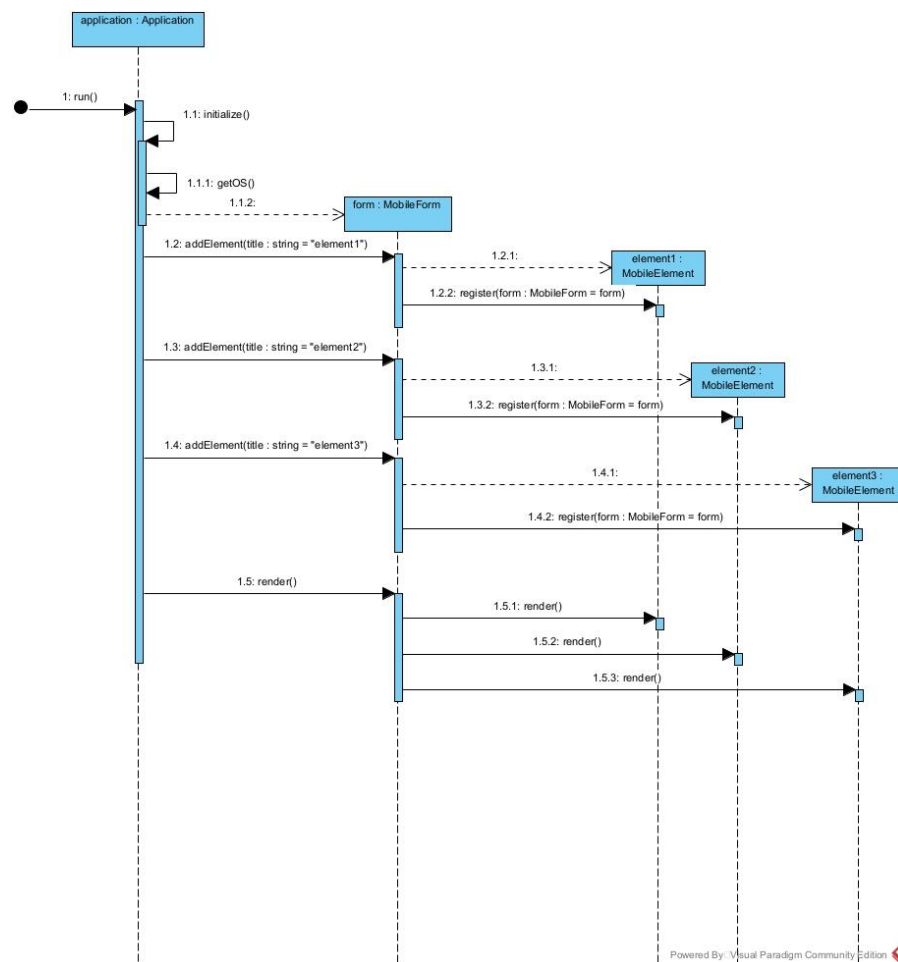 application : Application
1: run()
1.1: initialize()
1.1.1: getOS()
1.1.2:
form : MobileForm
1.2: addElement(title : string = "element1")
1.2.1:
element1 :
MobileElement
1.2.2: register(form : MobileForm = form)
1.3: addElement(title : string = "element2")
1.3.1:
element2 :
MobileElement
1.3.2: register(form : MobileForm = form)
1.4: addElement(title : string = "element3")
1.4.1:
element3 :
MobileElement
1.4.2: register(form : MobileForm = form)
1.5: render()
1.5.1: render()
1.5.2: render()
1.5.3: render()
Powered By Visual Paradigm Community Edition